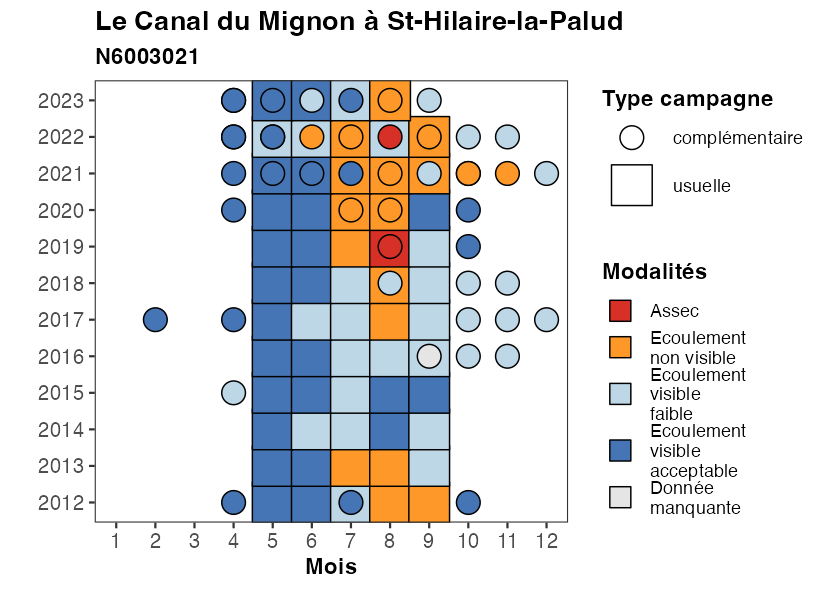 Le Canal du Mignon à St-Hilaire-la-Palud
N6003021
2023
2022
2021
2020
2019
2018
2017
2016
2015
2014
2013
2012
1 2 3 4 5 6 7 8 9 10 11 12
Mois
Type campagne
complémentaire
usuelle
Modalités
Assec
Ecoulement
non visible
Ecoulement
visible
faible
Ecoulement
visible
acceptable
Donnée
manquante